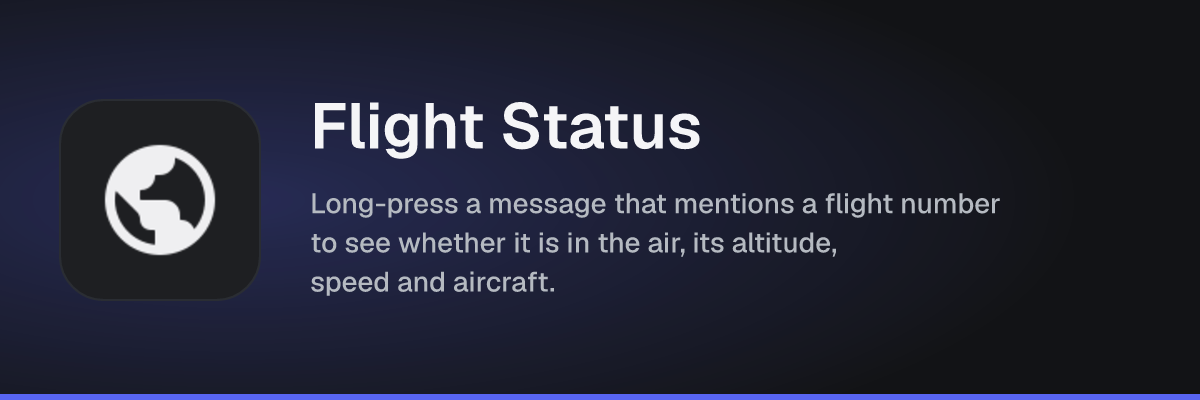 Flight Status
Long-press a message that mentions a flight number
to see whether it is in the air, its altitude,
speed and aircraft.